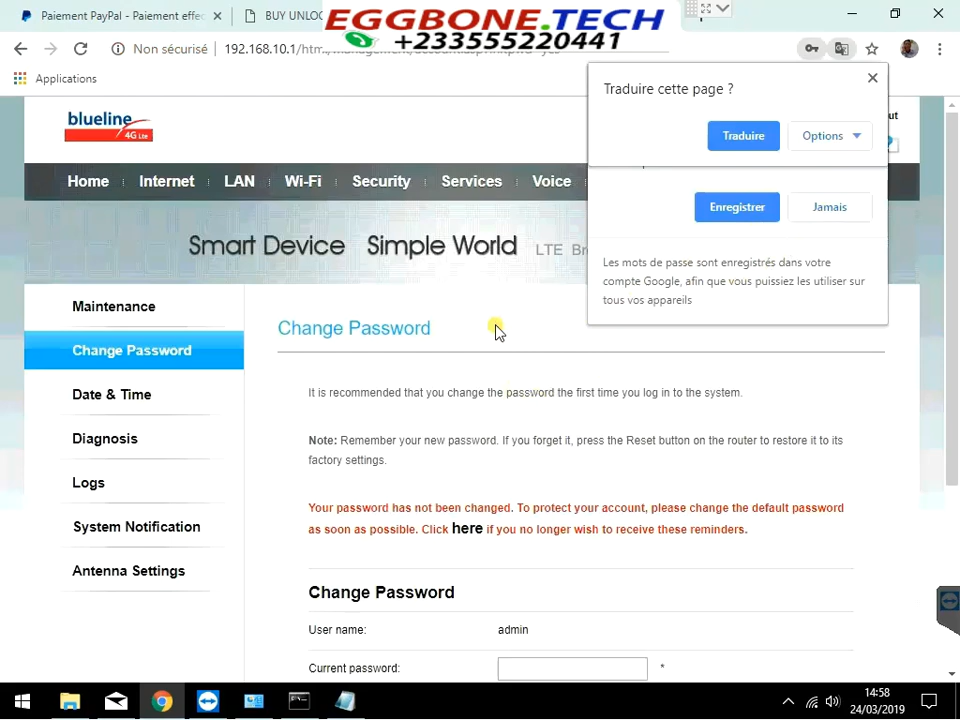 Paiement PayPal - Paiement effec
BUY UNLOC
EGGBONE.TECH
+233555220441
Non sécurisé
192.168.10.1/htm
Applications
Traduire cette page ?
Traduire
Options
ut
blueline
4G Lte
Home
Internet
LAN
Wi-Fi
Security
Services
Voice
Enregistrer
Jamais
Smart Device Simple World LTE Br
Les mots de passe sont enregistrés dans votre
compte Google, afin que vous puissiez les utiliser sur
tous vos appareils
Maintenance
Change Password
Date & Time
Diagnosis
Logs
System Notification
Antenna Settings
Change Password
It is recommended that you change the password the first time you log in to the system.
Note: Remember your new password. If you forget it, press the Reset button on the router to restore it to its
factory settings.
Your password has not been changed. To protect your account, please change the default password
as soon as possible. Click here if you no longer wish to receive these reminders.
Change Password
User name:
admin
Current password:
*
14:58
24/03/2019